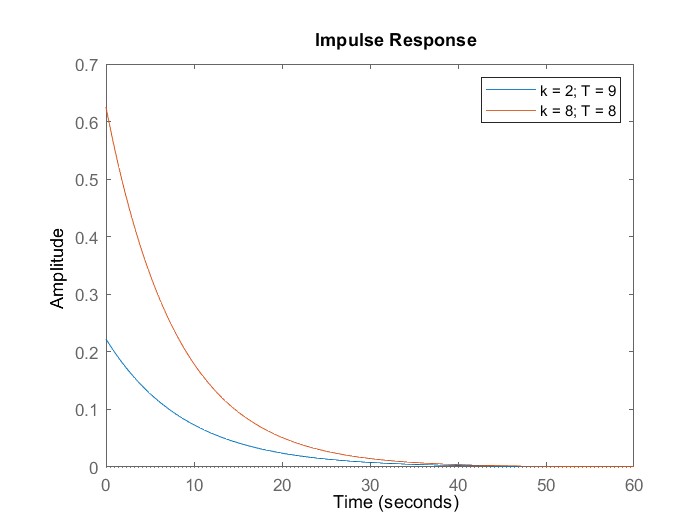 Impulse Response
k = 2; T = 9
k = 8; T = 8
Amplitude
0.7
0.6
0.5
0.4
0.3
0.2
0.1
0
0 10 20 30 40 50 60
Time (seconds)